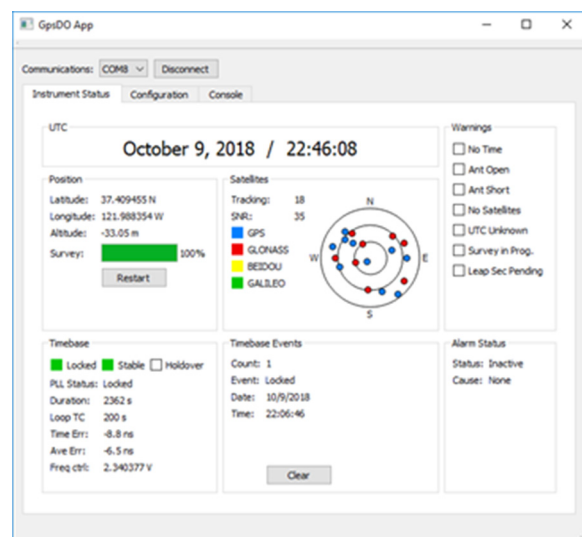 GpsDO App
Communications: COM8 Disconnect
Instrument Status Configuration Console
UTC
October 9, 2018 / 22:46:08
Position
Latitude: 37.409455 N
Longitude: 121.988354 W
Altitude: -33.05 m
Survey: 100%
Restart
Satellites
Tracking: 18
SNR: 35
GPS
GLONASS
BEIDOU
GALILEO
N
W E
S
Warnings
No Time
Ant Open
Ant Short
No Satellites
UTC Unknown
Survey in Prog.
Leap Sec Pending
Timebase
Locked Stable Holdover
PLL Status: Locked
Duration: 2362 s
Loop TC 200 s
Time Err: -8.8 ns
Ave Err: -6.5 ns
Freq ctrl: 2.340377 V
Timebase Events
Count: 1
Event: Locked
Date: 10/9/2018
Time: 22:06:46
Clear
Alarm Status
Status: Inactive
Cause: None